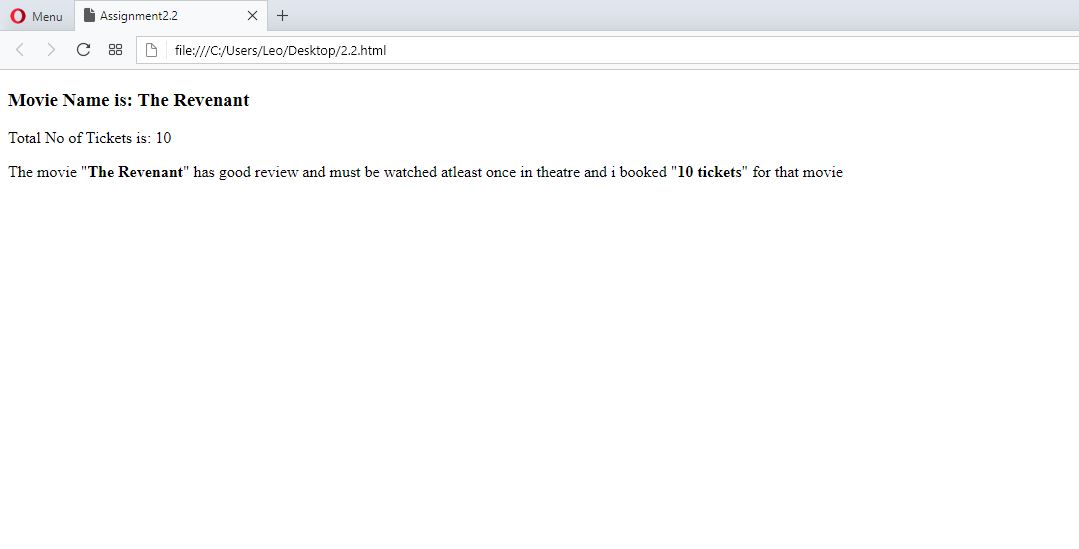 Menu
Assignment2.2
file:///C:/Users/Leo/Desktop/2.2.html
Movie Name is: The Revenant
Total No of Tickets is: 10
The movie "The Revenant" has good review and must be watched atleast once in theatre and i booked "10 tickets" for that movie